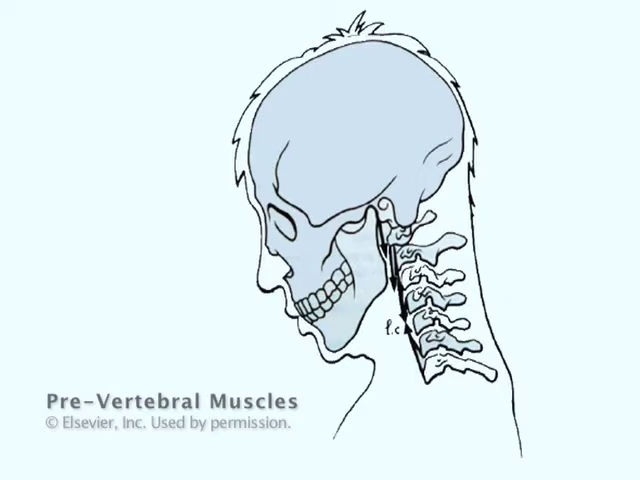 l.c
Pre-Vertebral Muscles
© Elsevier, Inc. Used by permission.